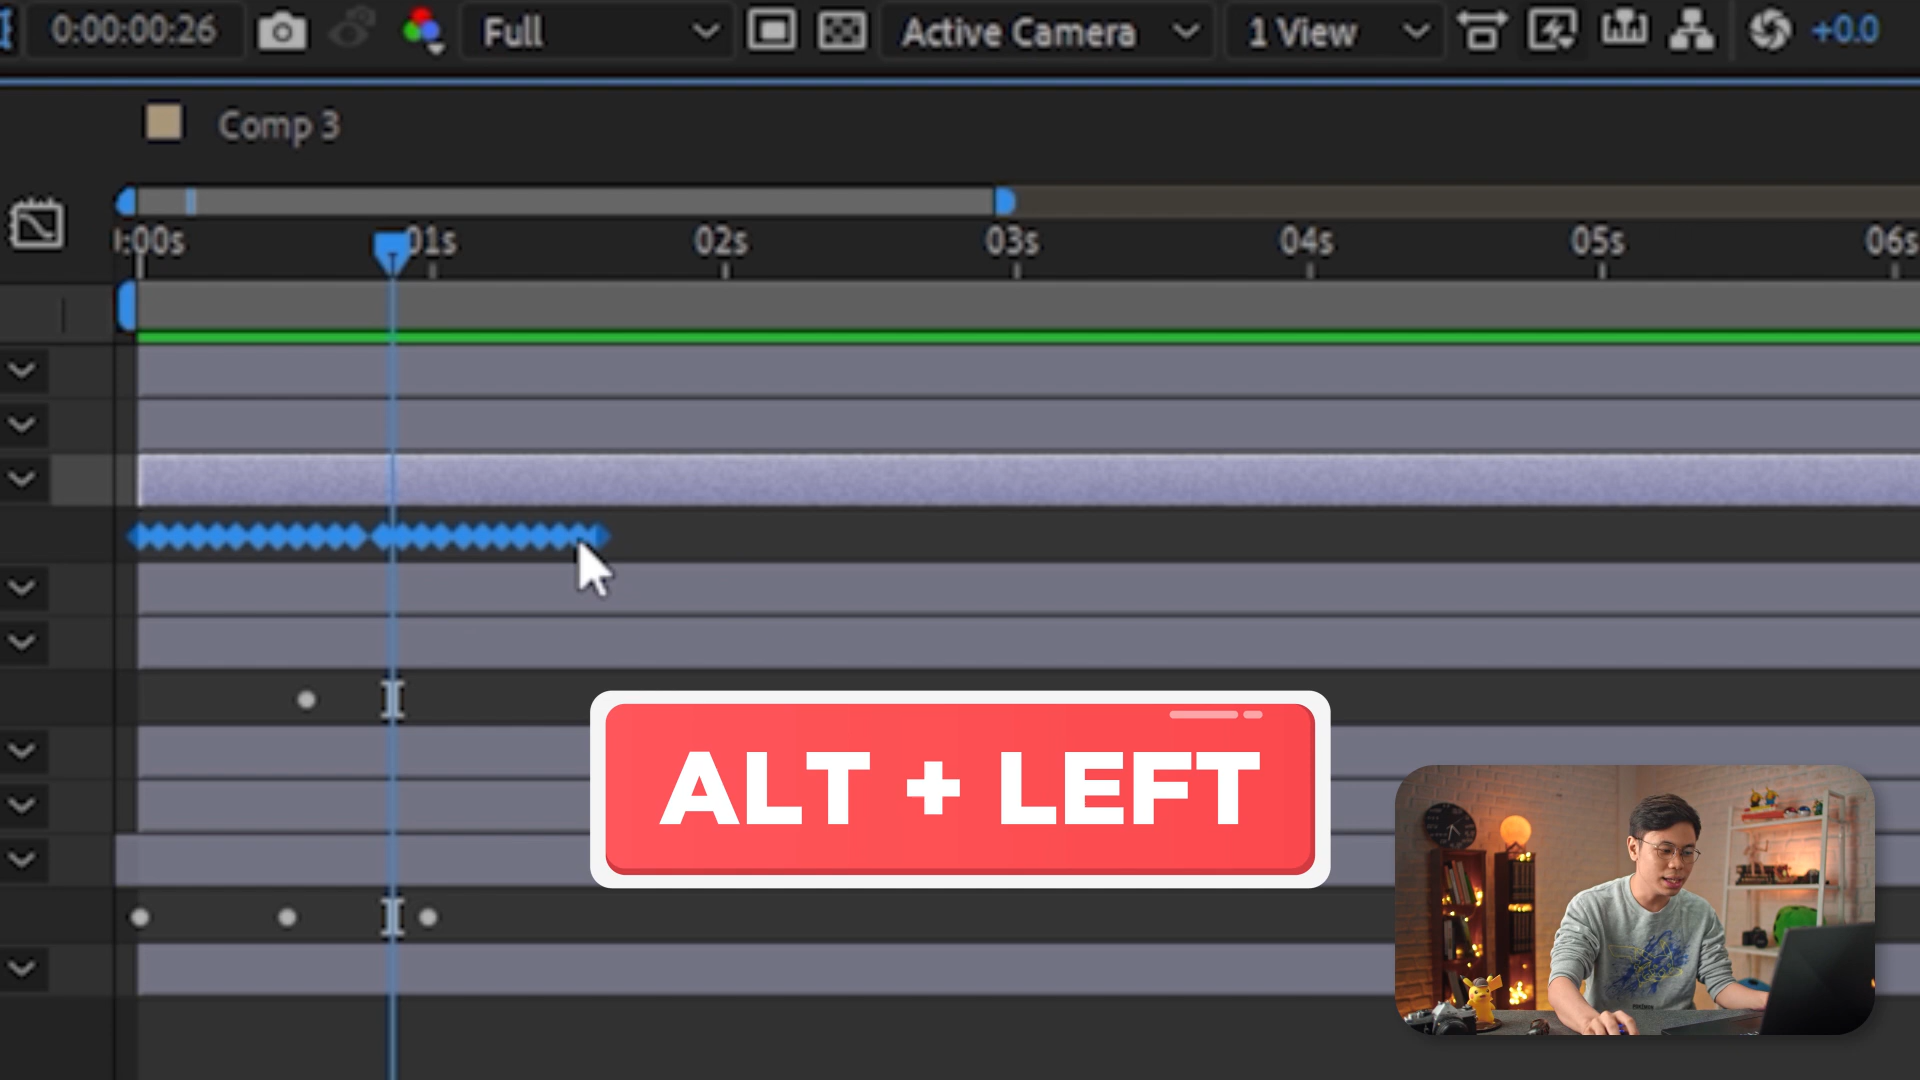 0:00:00:26
Full
Active Camera
1 View
+0.0
Comp 3
:00s
01s
02s
03s
04s
05s
06s
ALT + LEFT